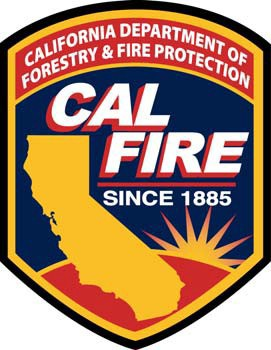 CALIFORNIA DEPARTMENT OF
FORESTRY & FIRE PROTECTION
CAL
FIRE
SINCE 1885